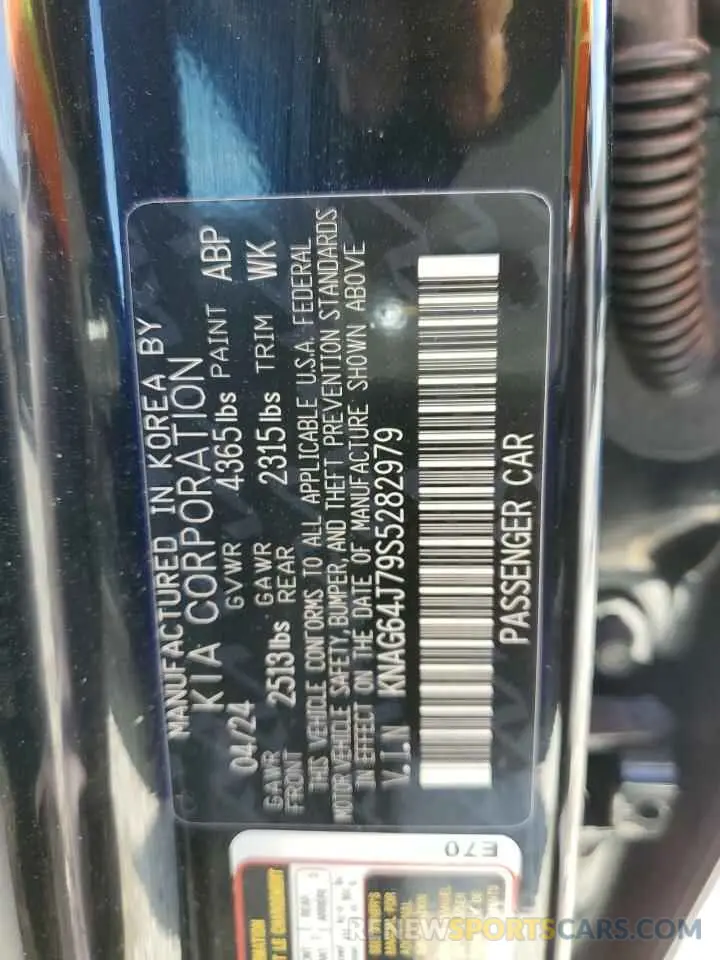 MANUFACTURED IN KOREA BY
KIA CORPORATION
04/24 GVWR 4365lbs PAINT ABP
GAWR FRONT 2513lbs GAWR REAR 2315lbs TRIM WK
THIS VEHICLE CONFORMS TO ALL APPLICABLE U.S.A. FEDERAL
MOTOR VEHICLE SAFETY, BUMPER, AND THEFT PREVENTION STANDARDS
IN EFFECT ON THE DATE OF MANUFACTURE SHOWN ABOVE
V.I.N KNAG64J79S5282979
PASSENGER CAR
E70
RENEWSPORTSCARS.COM